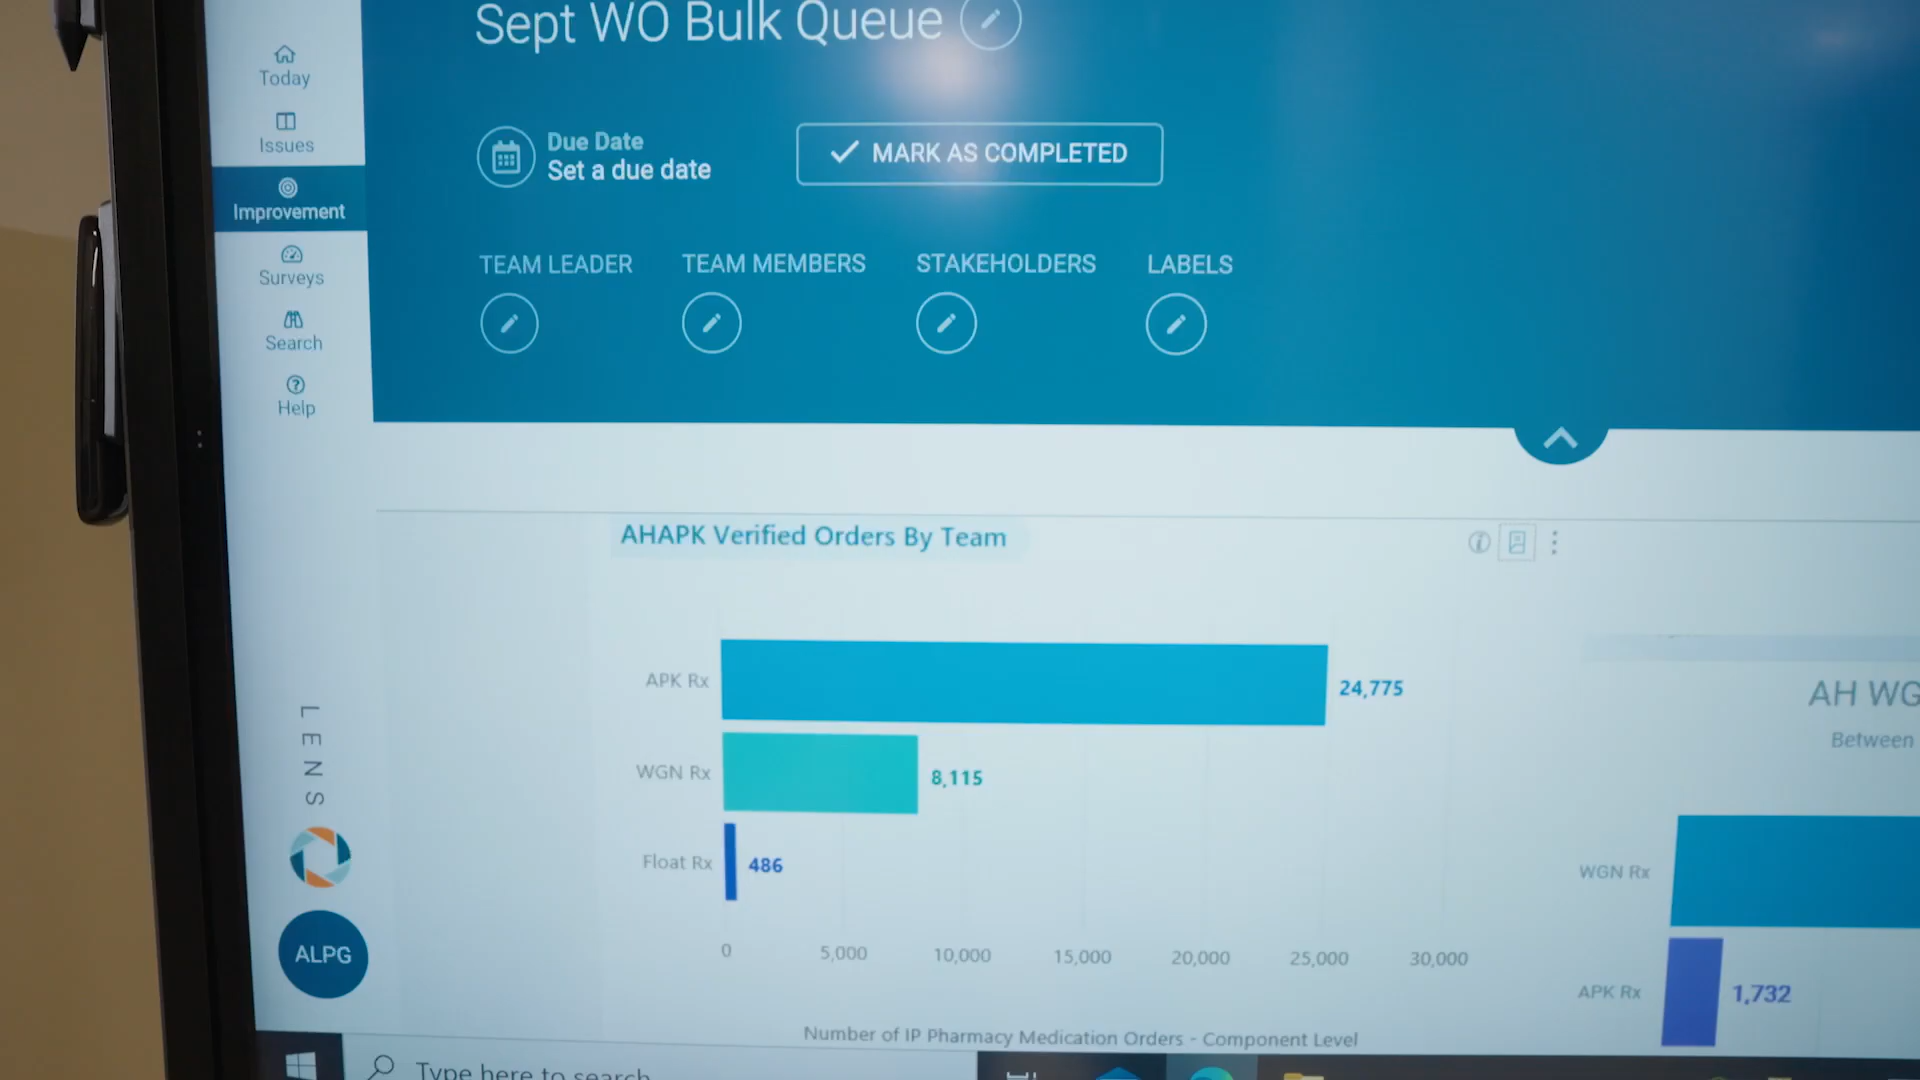 Sept WO Bulk Queue
Today
Issues
Improvement
Surveys
Search
Help
Due Date
Set a due date
MARK AS COMPLETED
TEAM LEADER
TEAM MEMBERS
STAKEHOLDERS
LABELS
AHAPK Verified Orders By Team
APK Rx
24,775
WGN Rx
8,115
Float Rx
486
0 5,000 10,000 15,000 20,000 25,000 30,000
Number of IP Pharmacy Medication Orders - Component Level
AH WG
Between
WGN Rx
APK Rx
1,732
LENS
ALPG
Type here to search